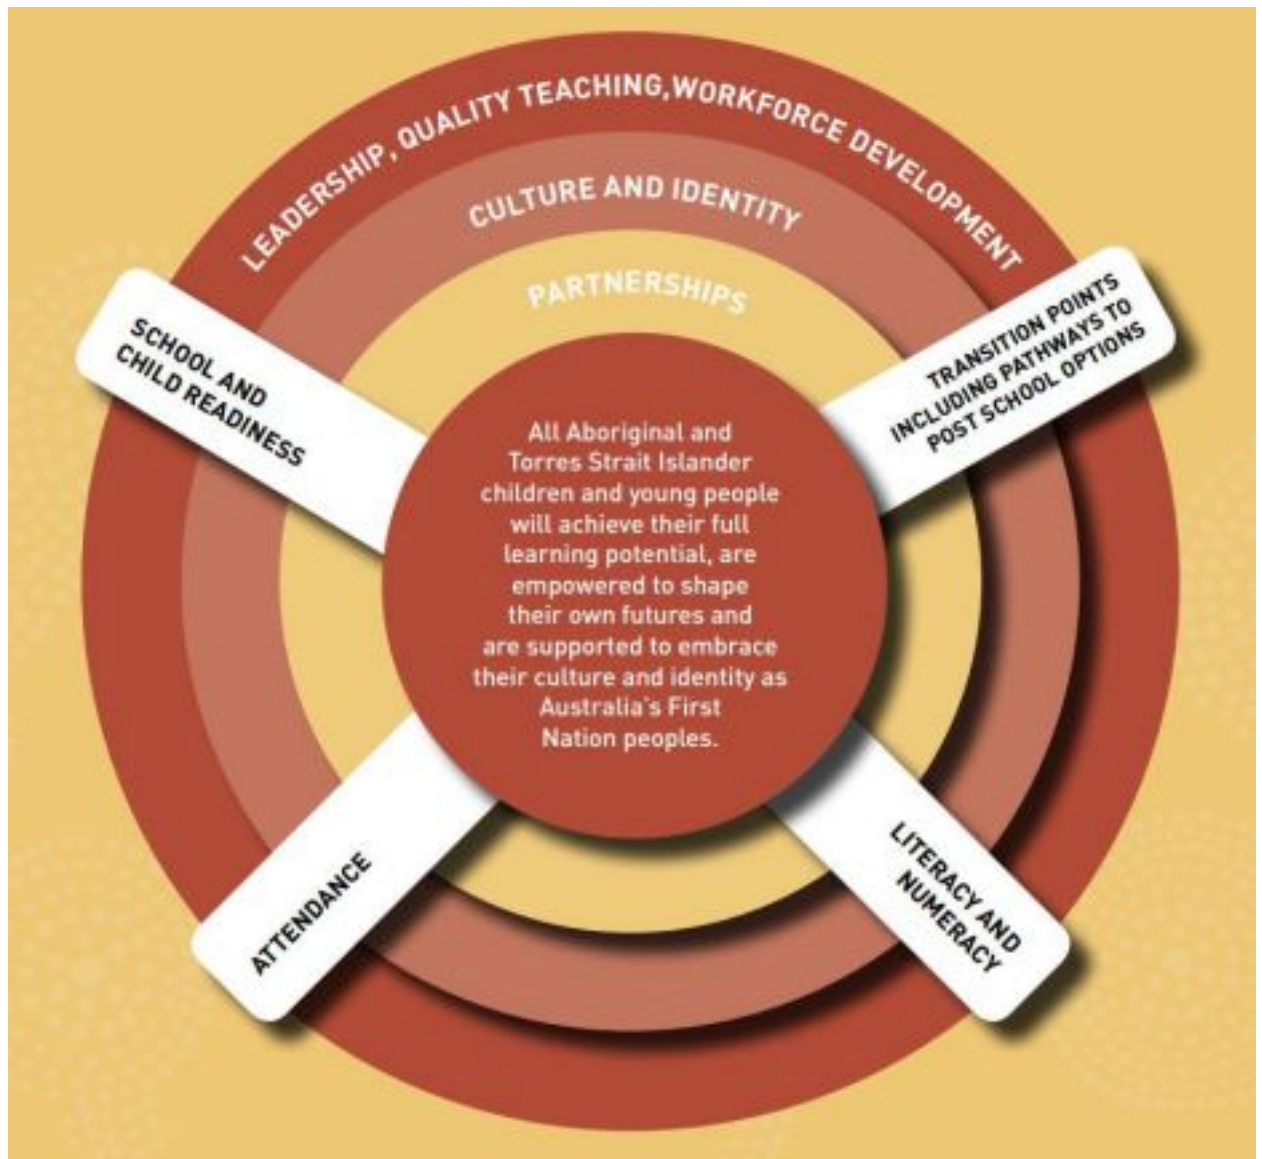 LEADERSHIP, QUALITY TEACHING,WORKFORCE DEVELOPMENT
CULTURE AND IDENTITY
PARTNERSHIPS
SCHOOL AND
CHILD READINESS
TRANSITION POINTS
INCLUDING PATHWAYS TO
POST SCHOOL OPTIONS
All Aboriginal and
Torres Strait Islander
children and young people
will achieve their full
learning potential, are
empowered to shape
their own futures and
are supported to embrace
their culture and identity as
Australia's First
Nation peoples.
ATTENDANCE
LITERACY AND
NUMERACY